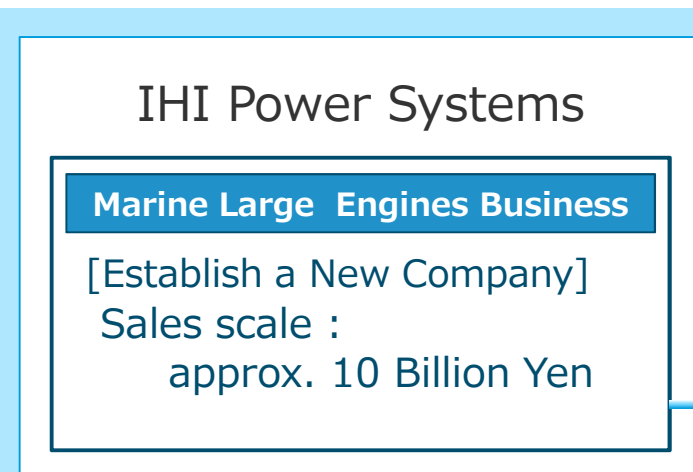 IHI Power Systems
Marine Large Engines Business
[Establish a New Company]
Sales scale :
approx. 10 Billion Yen